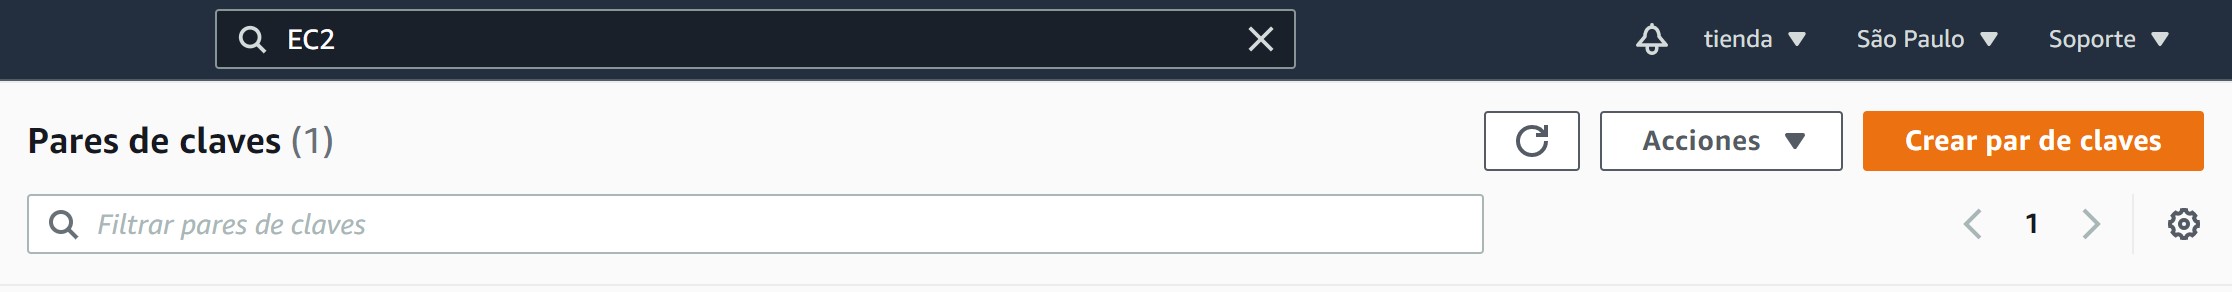 EC2
tienda
São Paulo
Soporte
Pares de claves (1)
Acciones
Crear par de claves
Filtrar pares de claves
1